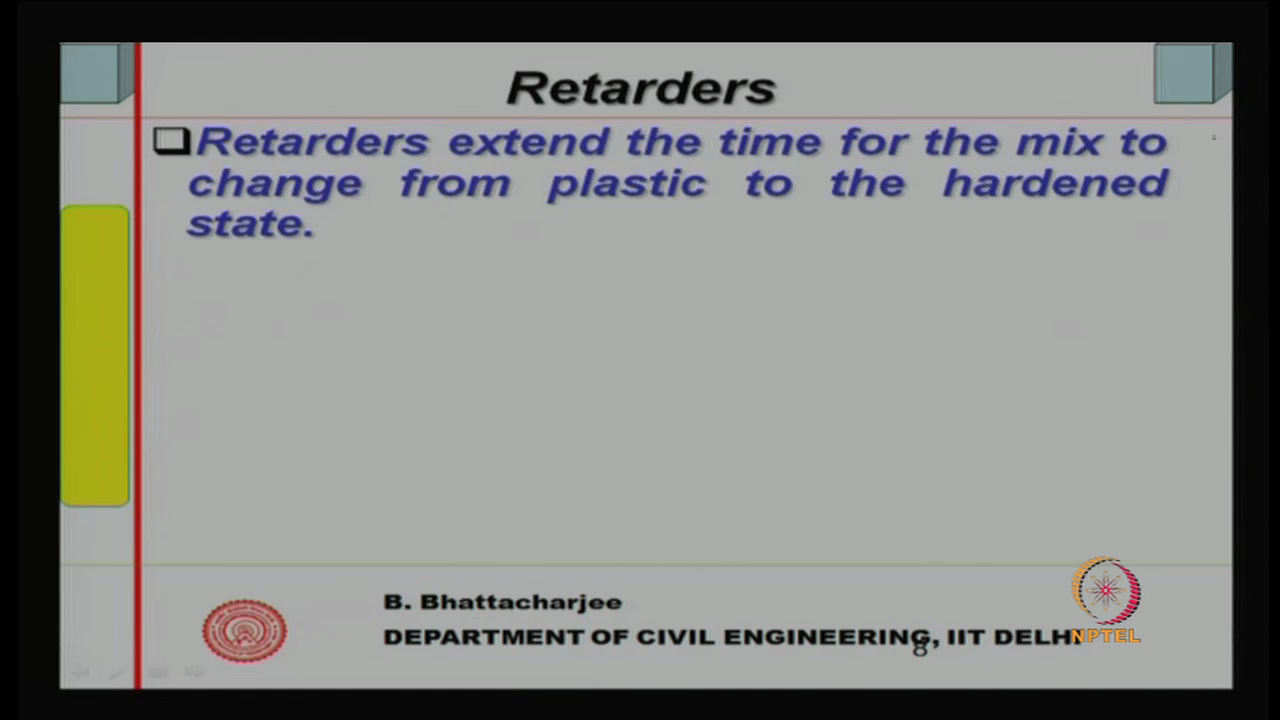 Retarders
Retarders extend the time for the mix to
change from plastic to the hardened
state.
B. Bhattacharjee
DEPARTMENT OF CIVIL ENGINEERING, IIT DELHI
8
NPTEL